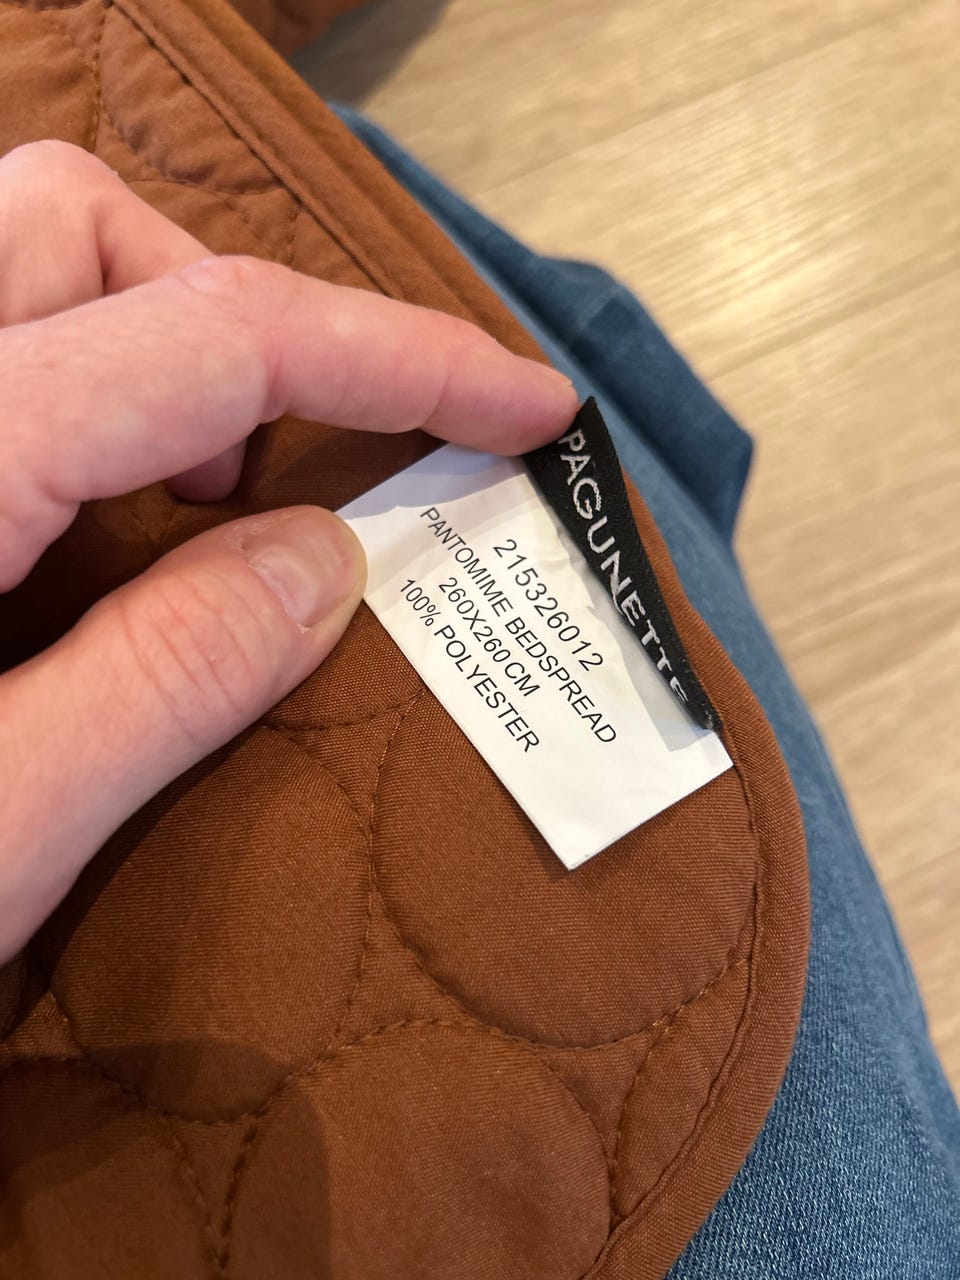 PAGUNETTE
215326012
PANTOMIME BEDSPREAD
260X260CM
100% POLYESTER